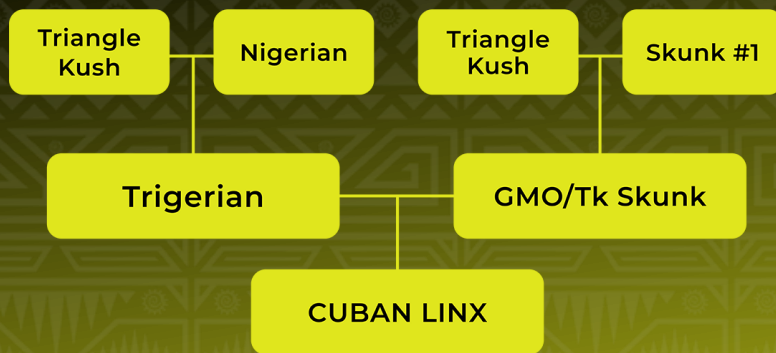 Triangle
Kush
Nigerian
Triangle
Kush
Skunk #1
Trigerian
GMO/Tk Skunk
CUBAN LINX